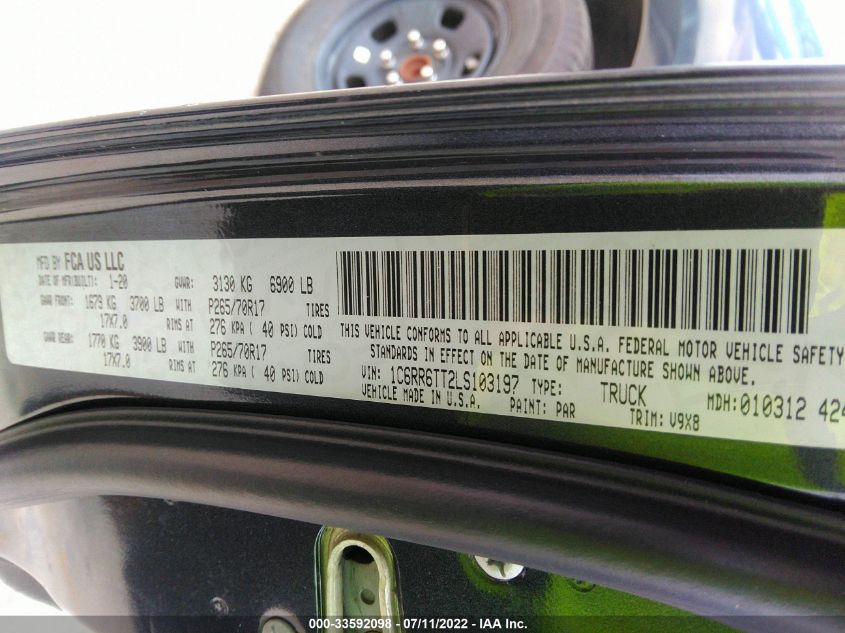 MFD BY FCA US LLC
DATE OF MFR(BUILT): 1-20 GVWR: 3130 KG 6900 LB
GAWR FRONT: 1679 KG 3700 LB WITH P265/70R17 TIRES
17X7.0 RIMS AT 276 KPA ( 40 PSI) COLD
GAWR REAR: 1770 KG 3900 LB WITH P265/70R17 TIRES
17X7.0 RIMS AT 276 KPA ( 40 PSI) COLD
THIS VEHICLE CONFORMS TO ALL APPLICABLE U.S.A. FEDERAL MOTOR VEHICLE SAFETY
STANDARDS IN EFFECT ON THE DATE OF MANUFACTURE SHOWN ABOVE.
VIN: 1C6RR6TT2LS103197 TYPE: TRUCK MDH:010312 424
VEHICLE MADE IN U.S.A. PAINT: PAR TRIM: V9X8
000-33592098 - 07/11/2022 - IAA Inc.